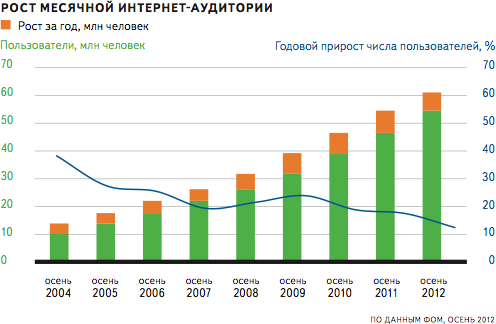 РОСТ МЕСЯЧНОЙ ИНТЕРНЕТ-АУДИТОРИИ
Рост за год, млн человек
Пользователи, млн человек Годовой прирост числа пользователей, %
70 70
60 60
50 50
40 40
30 30
20 20
10 10
0 0
осень осень осень осень осень осень осень осень осень
2004 2005 2006 2007 2008 2009 2010 2011 2012
ПО ДАННЫМ ФОМ, ОСЕНЬ 2012